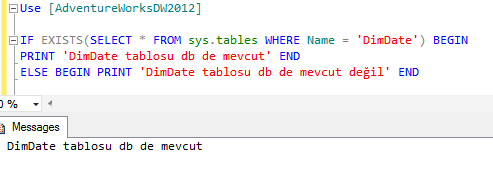 Use [AdventureWorksDW2012]
IF EXISTS(SELECT * FROM sys.tables WHERE Name = 'DimDate') BEGIN
PRINT 'DimDate tablosu db de mevcut' END
ELSE BEGIN PRINT 'DimDate tablosu db de mevcut değil' END
0 %
Messages
DimDate tablosu db de mevcut